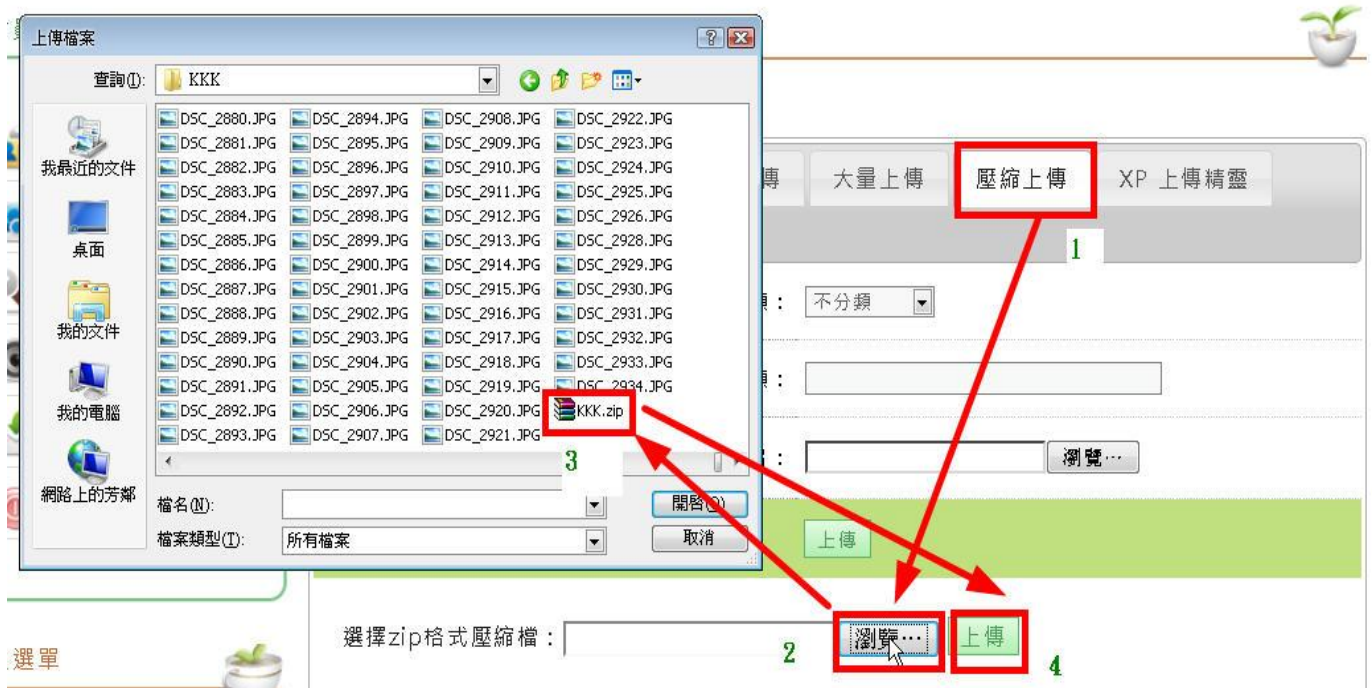 上傳檔案
查詢(I):
KKK
我最近的文件
桌面
我的文件
我的電腦
網路上的芳鄰
DSC_2880.JPG DSC_2894.JPG DSC_2908.JPG DSC_2922.JPG
DSC_2881.JPG DSC_2895.JPG DSC_2909.JPG DSC_2923.JPG
DSC_2882.JPG DSC_2896.JPG DSC_2910.JPG DSC_2924.JPG
DSC_2883.JPG DSC_2897.JPG DSC_2911.JPG DSC_2925.JPG
DSC_2884.JPG DSC_2898.JPG DSC_2912.JPG DSC_2926.JPG
DSC_2885.JPG DSC_2899.JPG DSC_2913.JPG DSC_2928.JPG
DSC_2886.JPG DSC_2900.JPG DSC_2914.JPG DSC_2929.JPG
DSC_2887.JPG DSC_2901.JPG DSC_2915.JPG DSC_2930.JPG
DSC_2888.JPG DSC_2902.JPG DSC_2916.JPG DSC_2931.JPG
DSC_2889.JPG DSC_2903.JPG DSC_2917.JPG DSC_2932.JPG
DSC_2890.JPG DSC_2904.JPG DSC_2918.JPG DSC_2933.JPG
DSC_2891.JPG DSC_2905.JPG DSC_2919.JPG DSC_2934.JPG
DSC_2892.JPG DSC_2906.JPG DSC_2920.JPG KKK.zip
DSC_2893.JPG DSC_2907.JPG DSC_2921.JPG
3
檔名(N):
開啓(O)
檔案類型(T):
所有檔案
取消
傳 大量上傳 壓縮上傳 XP 上傳精靈
1
類: 不分類
瀏覽…
上傳
選擇zip格式壓縮檔: 瀏覽… 上傳
2
4
選單